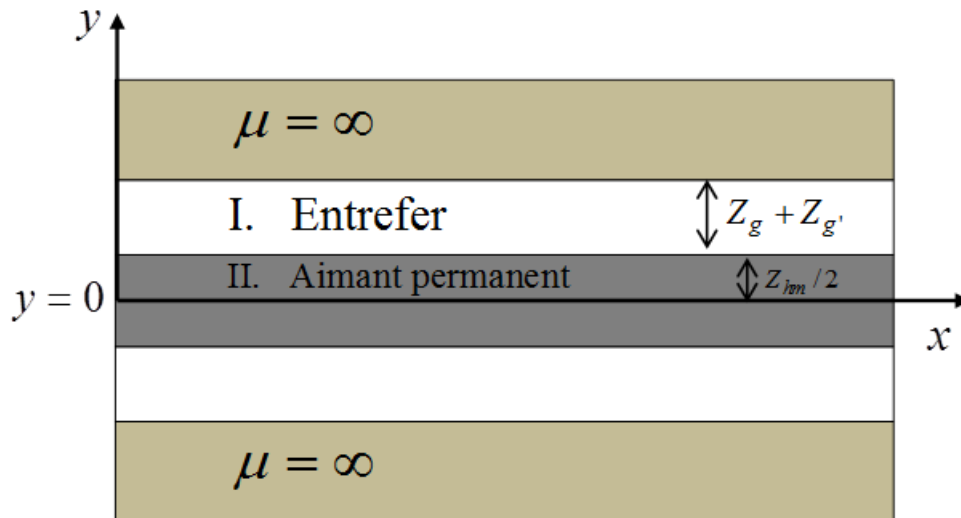 y
μ = ∞
I. Entrefer
Z_g + Z_g'
II. Aimant permanent
Z_hm / 2
y = 0
x
μ = ∞